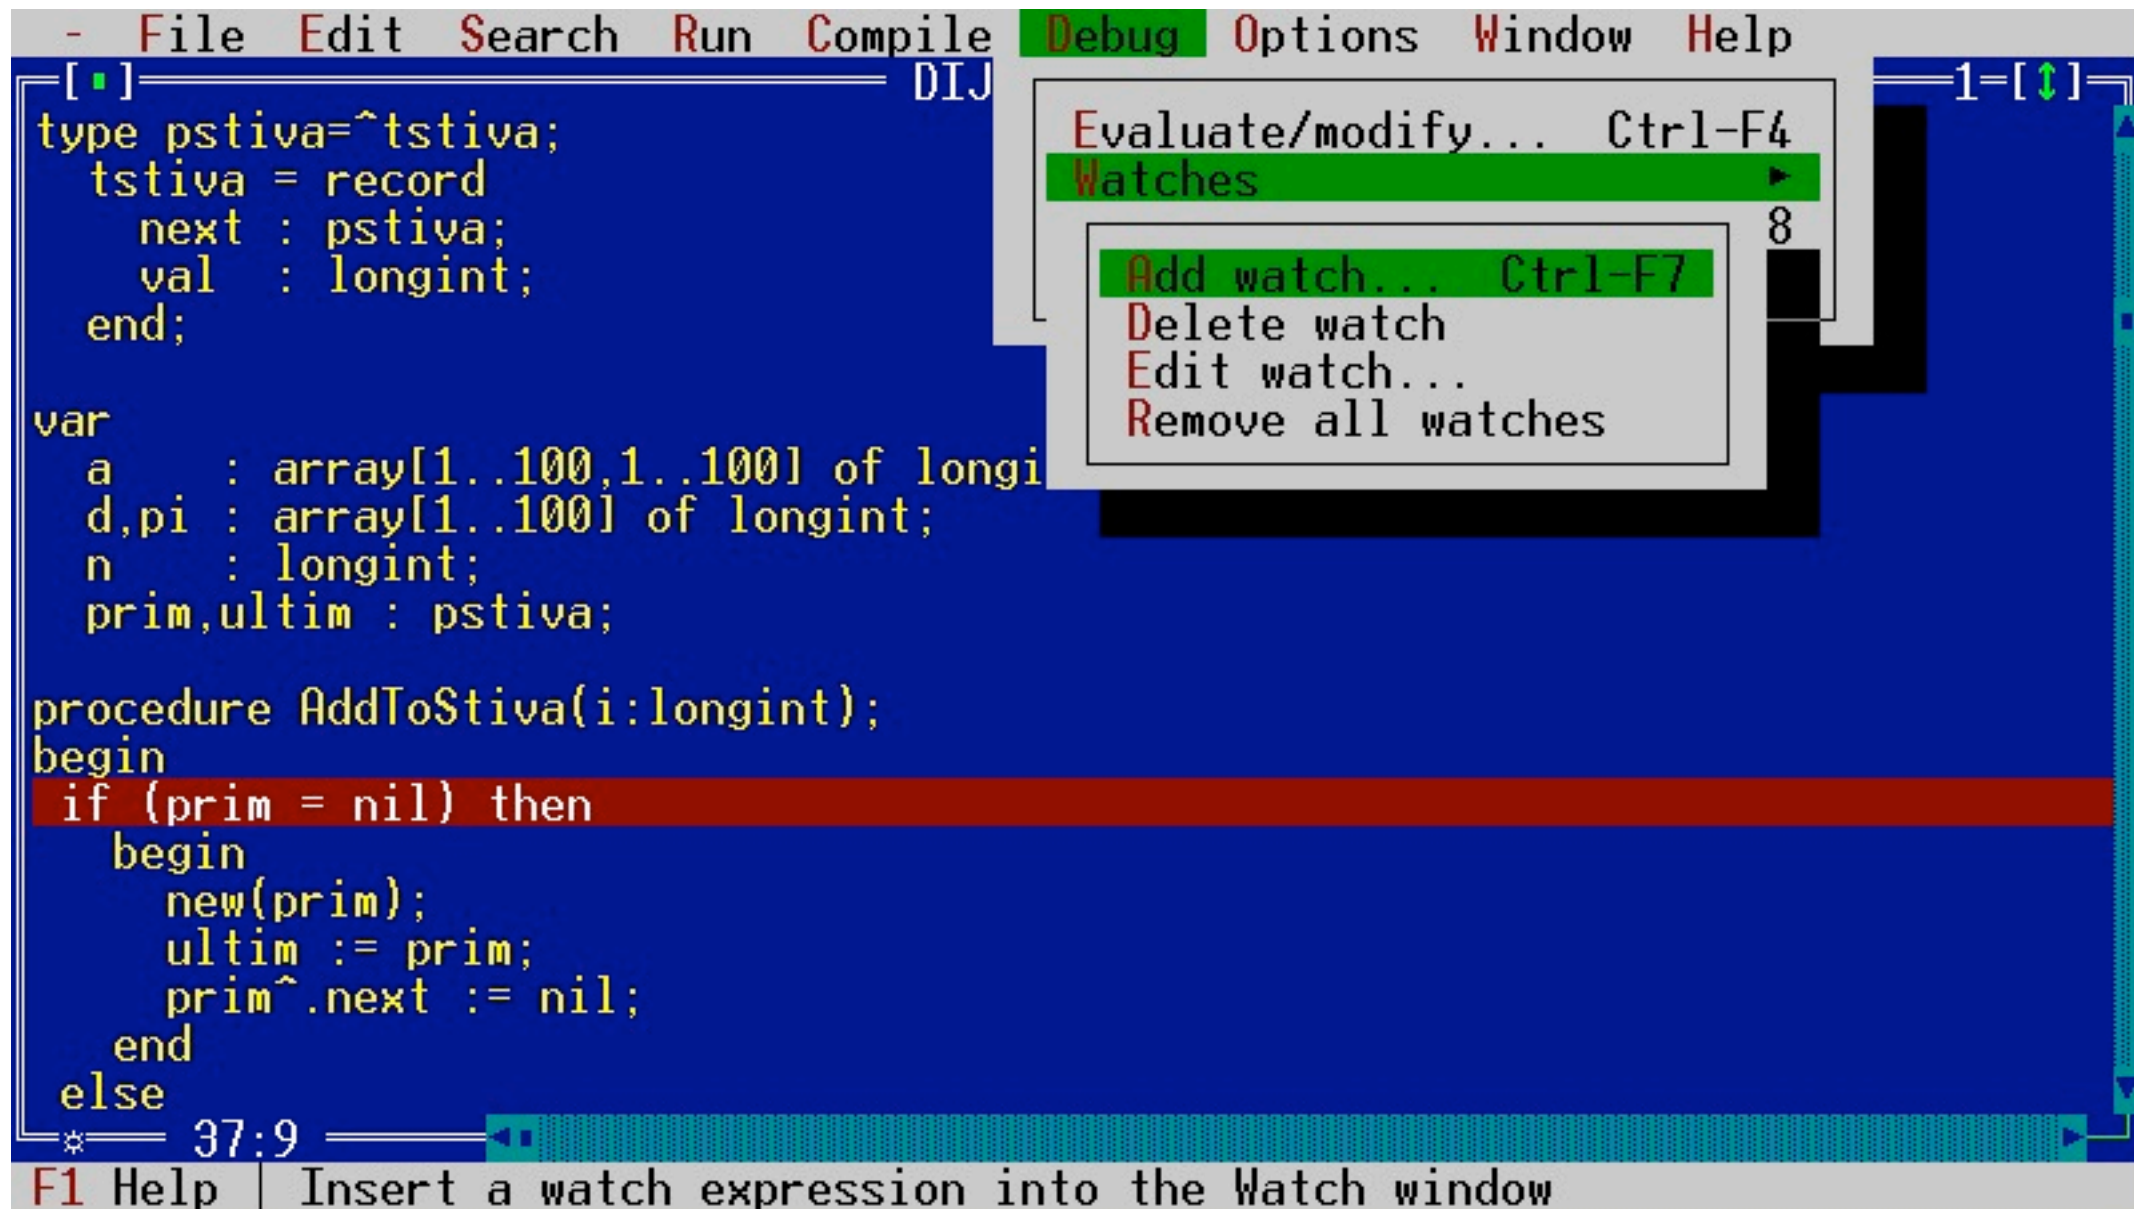 - File Edit Search Run Compile Debug Options Window Help
[▪] DIJ 1=[↕]
type pstiva=^tstiva;
tstiva = record
next : pstiva;
val : longint;
end;
var
a : array[1..100,1..100] of longi
d,pi : array[1..100] of longint;
n : longint;
prim,ultim : pstiva;
procedure AddToStiva(i:longint);
begin
if (prim = nil) then
begin
new(prim);
ultim := prim;
prim^.next := nil;
end
else
37:9
Evaluate/modify... Ctrl-F4
Watches ►
8
Add watch... Ctrl-F7
Delete watch
Edit watch...
Remove all watches
F1 Help | Insert a watch expression into the Watch window